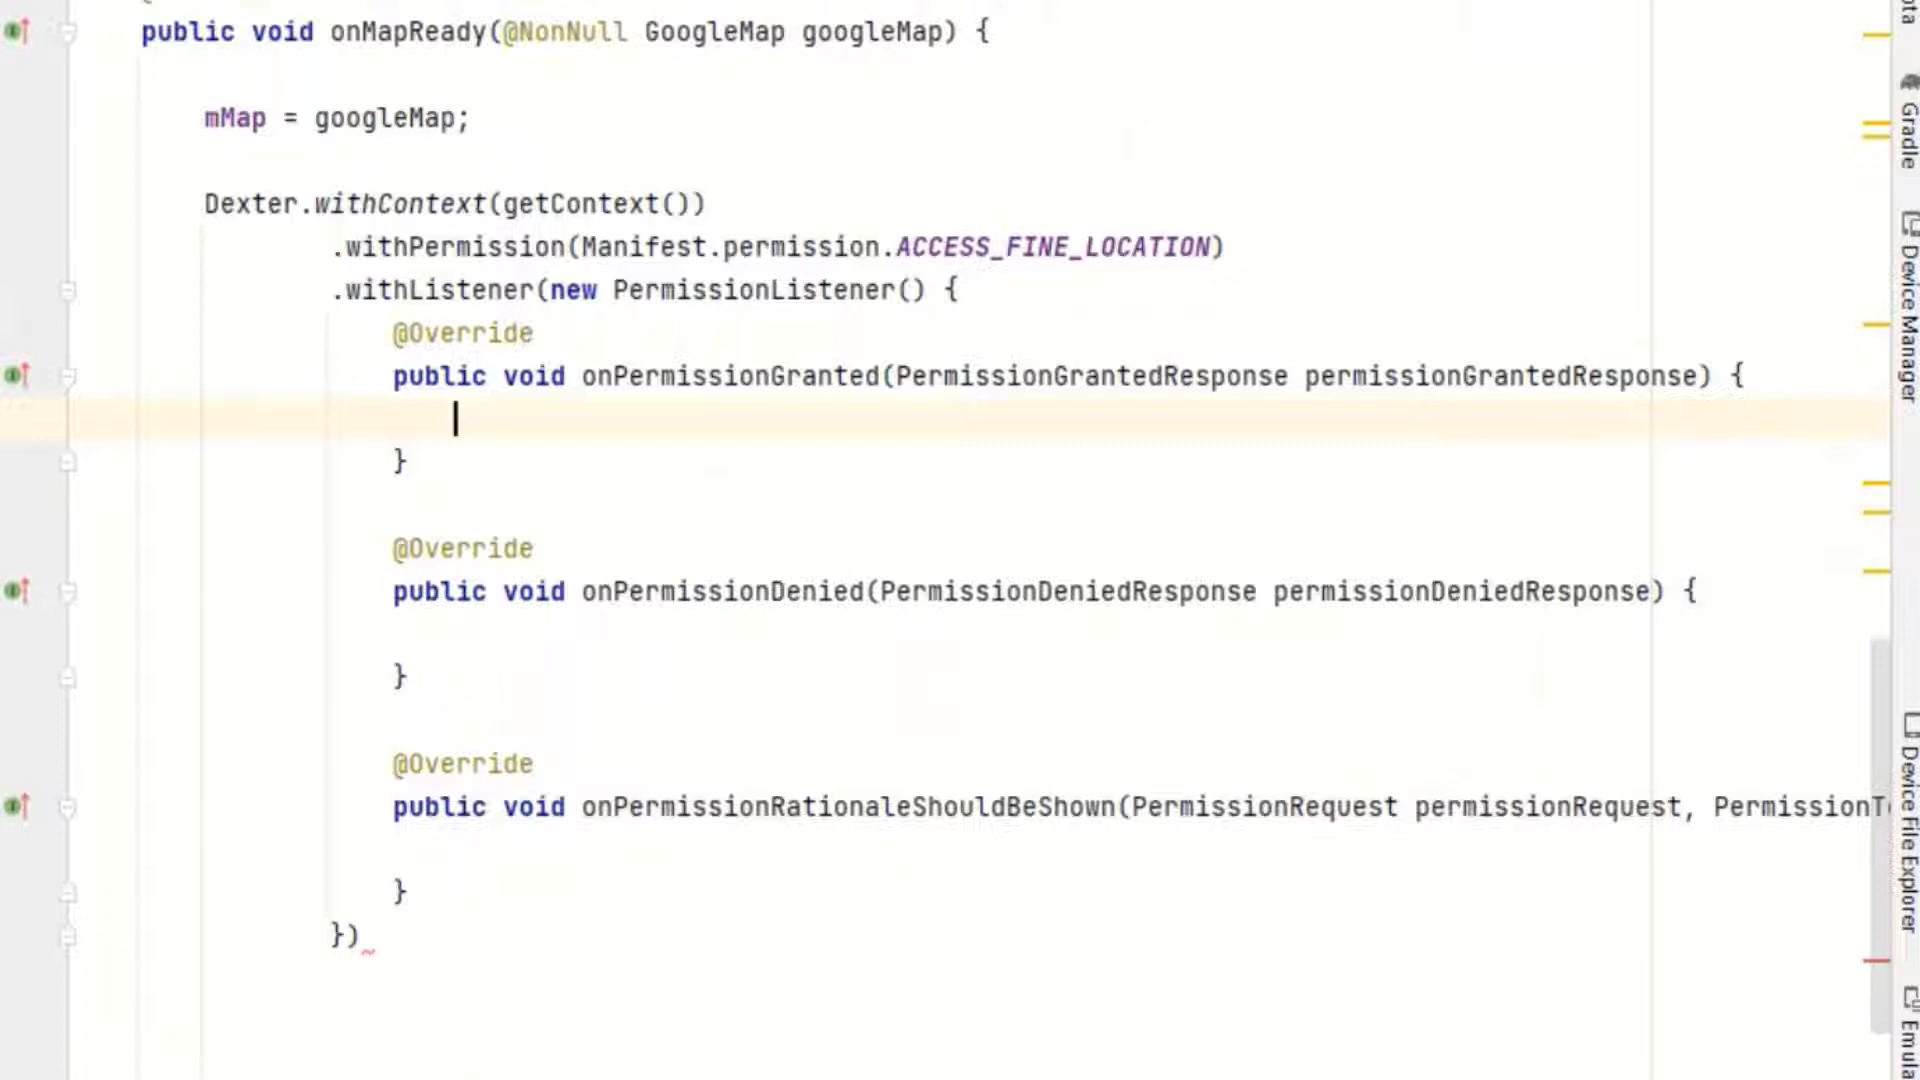 public void onMapReady(@NonNull GoogleMap googleMap) {
mMap = googleMap;
Dexter.withContext(getContext())
.withPermission(Manifest.permission.ACCESS_FINE_LOCATION)
.withListener(new PermissionListener() {
@Override
public void onPermissionGranted(PermissionGrantedResponse permissionGrantedResponse) {
}
@Override
public void onPermissionDenied(PermissionDeniedResponse permissionDeniedResponse) {
}
@Override
public void onPermissionRationaleShouldBeShown(PermissionRequest permissionRequest, PermissionT
}
})
Gradle
Device Manager
Device File Explorer
Emula